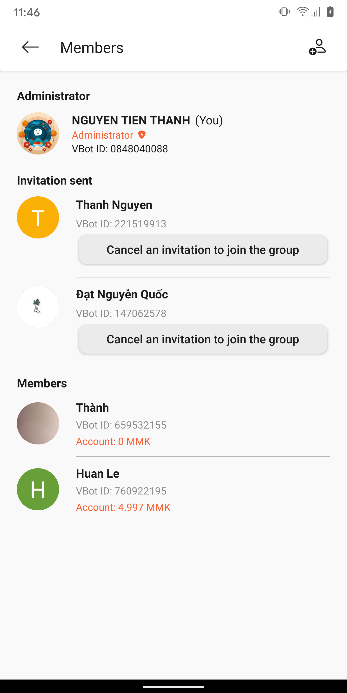 11:46
Members
Administrator
NGUYEN TIEN THANH (You)
Administrator
VBot ID: 0848040088
Invitation sent
T
Thanh Nguyen
VBot ID: 221519913
Cancel an invitation to join the group
Đạt Nguyễn Quốc
VBot ID: 147062578
Cancel an invitation to join the group
Members
Thành
VBot ID: 659532155
Account: 0 MMK
H
Huan Le
VBot ID: 760922195
Account: 4.997 MMK